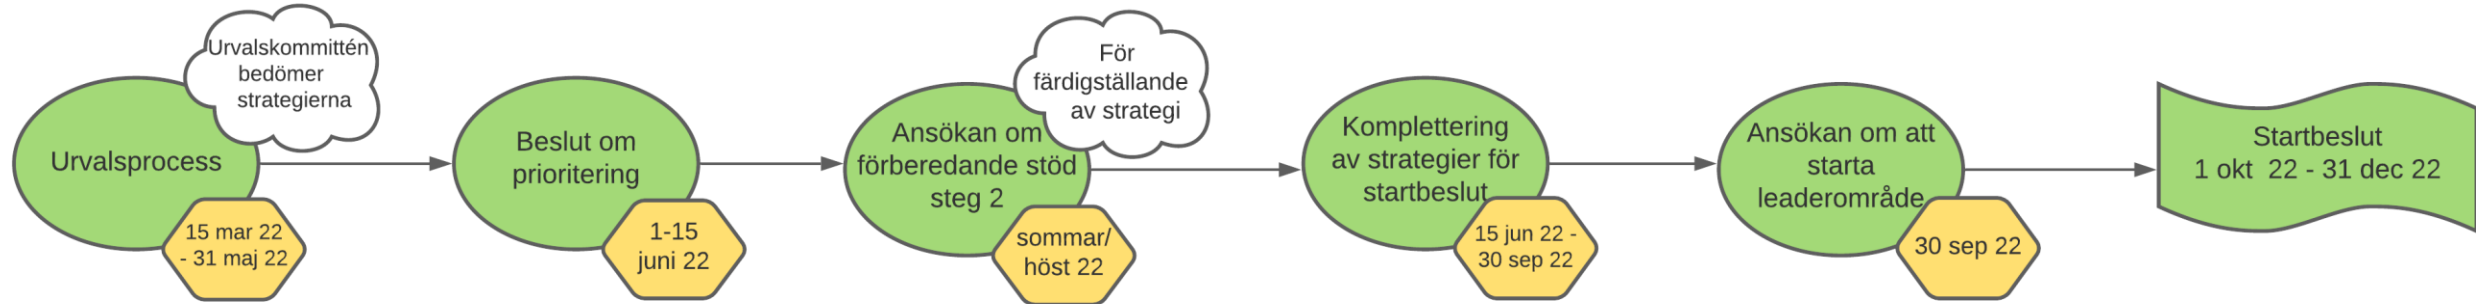 Urvalskommittén
bedömer
strategierna
Urvalsprocess
15 mar 22
- 31 maj 22
Beslut om
prioritering
1-15
juni 22
För
färdigställande
av strategi
Ansökan om
förberedande stöd
steg 2
sommar/
höst 22
Komplettering
av strategier för
startbeslut
15 jun 22 -
30 sep 22
Ansökan om att
starta
leaderområde
30 sep 22
Startbeslut
1 okt  22 - 31 dec 22